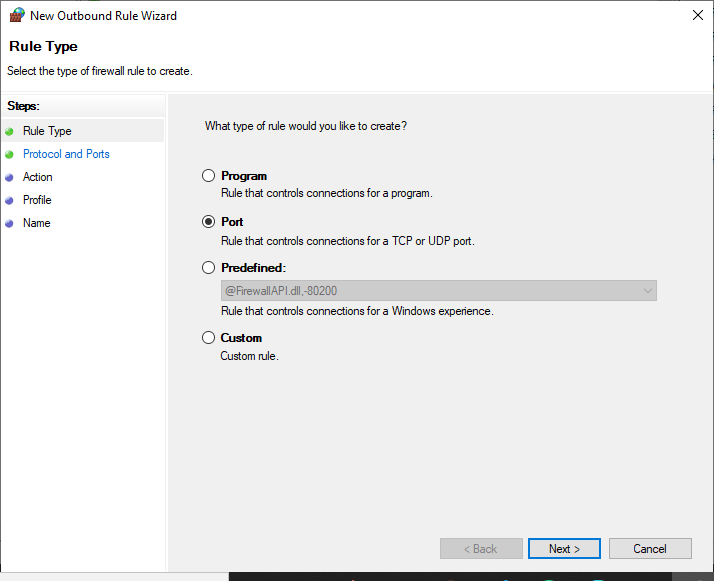 New Outbound Rule Wizard
Rule Type
Select the type of firewall rule to create.
Steps:
Rule Type
Protocol and Ports
Action
Profile
Name
What type of rule would you like to create?
Program
Rule that controls connections for a program.
Port
Rule that controls connections for a TCP or UDP port.
Predefined:
@FirewallAPI.dll,-80200
Rule that controls connections for a Windows experience.
Custom
Custom rule.
< Back
Next >
Cancel